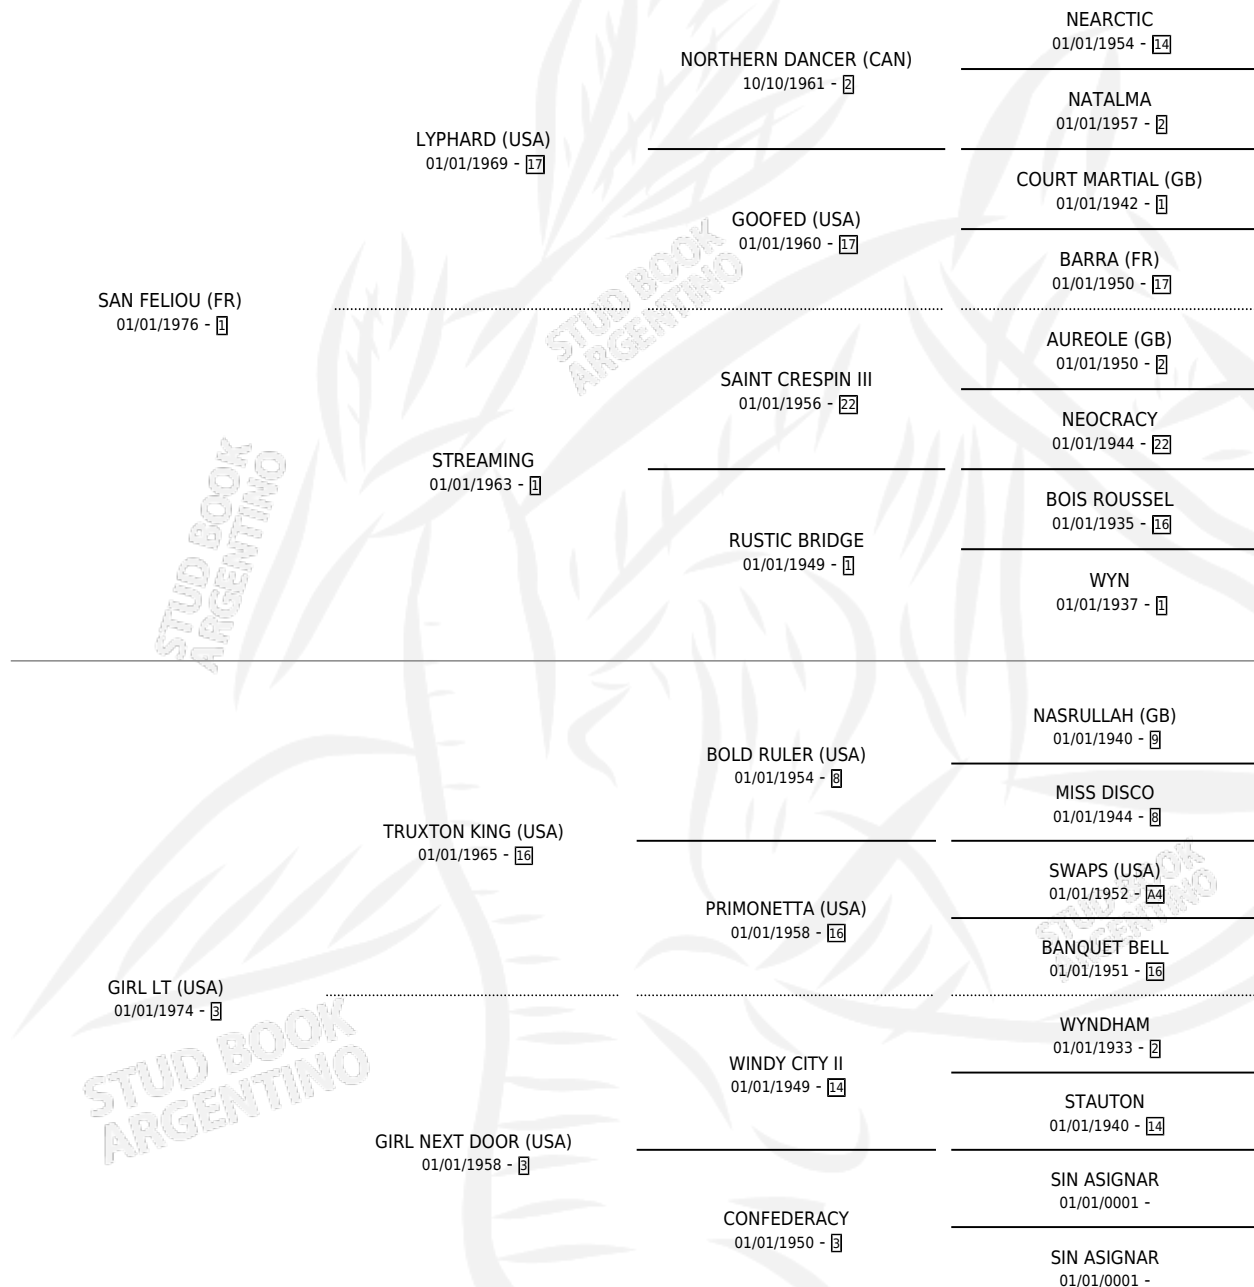 NEARCTIC
01/01/1954 - 14
NORTHERN DANCER (CAN)
10/10/1961 - 2
NATALMA
01/01/1957 - 2
LYPHARD (USA)
01/01/1969 - 17
COURT MARTIAL (GB)
01/01/1942 - 1
GOOFED (USA)
01/01/1960 - 17
BARRA (FR)
01/01/1950 - 17
SAN FELIOU (FR)
01/01/1976 - 1
AUREOLE (GB)
01/01/1950 - 2
SAINT CRESPIN III
01/01/1956 - 22
NEOCRACY
01/01/1944 - 22
STREAMING
01/01/1963 - 1
BOIS ROUSSEL
01/01/1935 - 16
RUSTIC BRIDGE
01/01/1949 - 1
WYN
01/01/1937 - 1
NASRULLAH (GB)
01/01/1940 - 9
BOLD RULER (USA)
01/01/1954 - 8
MISS DISCO
01/01/1944 - 8
TRUXTON KING (USA)
01/01/1965 - 16
SWAPS (USA)
01/01/1952 - A4
PRIMONETTA (USA)
01/01/1958 - 16
BANQUET BELL
01/01/1951 - 16
GIRL LT (USA)
01/01/1974 - 3
WYNDHAM
01/01/1933 - 2
WINDY CITY II
01/01/1949 - 14
STAUTON
01/01/1940 - 14
GIRL NEXT DOOR (USA)
01/01/1958 - 3
SIN ASIGNAR
01/01/0001 -
CONFEDERACY
01/01/1950 - 3
SIN ASIGNAR
01/01/0001 -
STUD BOOK
ARGENTINO
STUD BOOK
ARGENTINO
STUD BOOK
ARGENTINO
STUD BOOK
ARGENTINO